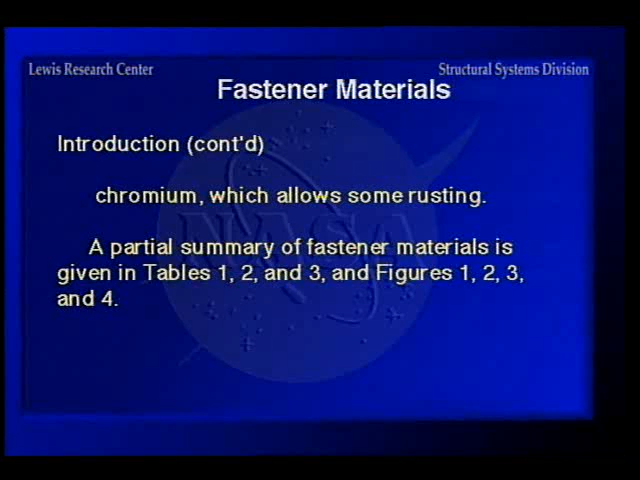 Lewis Research Center
Structural Systems Division
Fastener Materials
Introduction (cont'd)
chromium, which allows some rusting.
A partial summary of fastener materials is
given in Tables 1, 2, and 3, and Figures 1, 2, 3,
and 4.
NASA